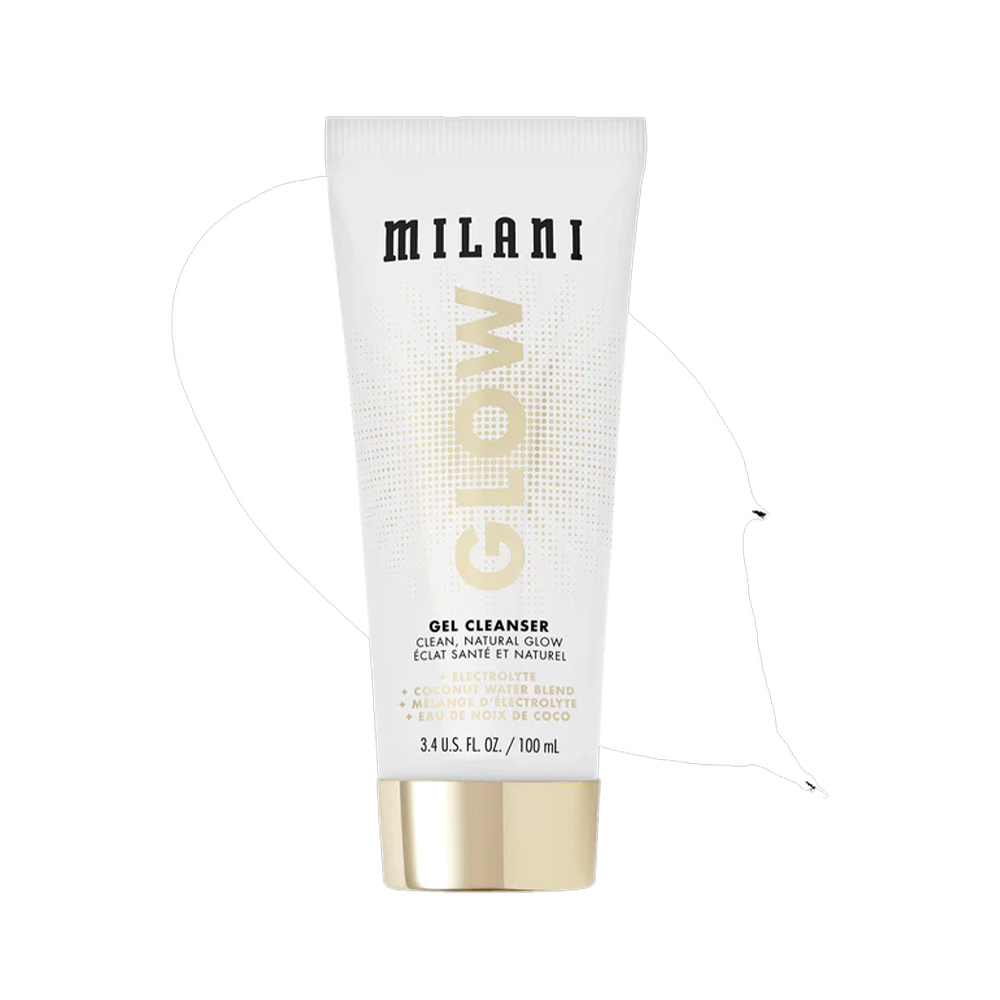 MILANI
GLOW
GEL CLEANSER
CLEAN, NATURAL GLOW
ÉCLAT SANTÉ ET NATUREL
+ ELECTROLYTE
+ COCONUT WATER BLEND
+ MÉLANGE D'ÉLECTROLYTE
+ EAU DE NOIX DE COCO
3.4 U.S. FL. OZ. / 100 mL